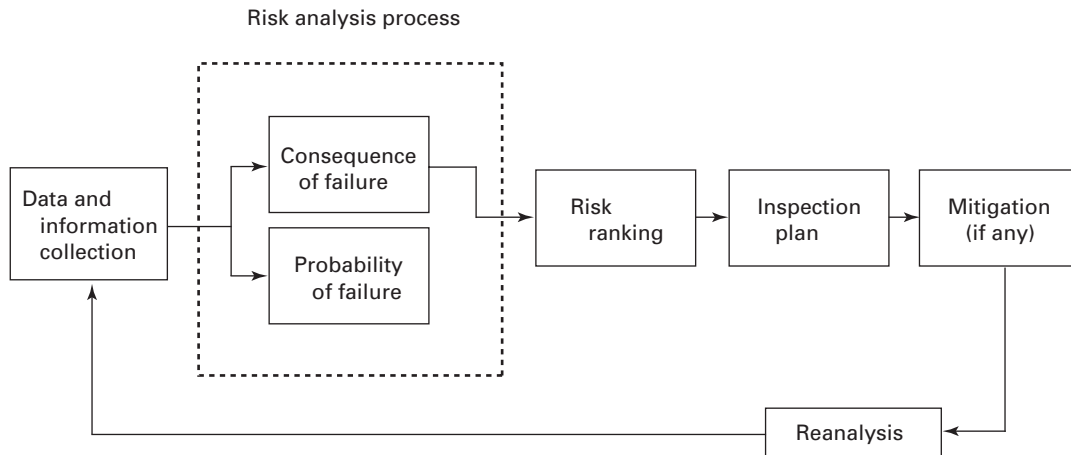 Risk analysis process
Data and
information
collection
Consequence
of failure
Probability
of failure
Risk
ranking
Inspection
plan
Mitigation
(if any)
Reanalysis